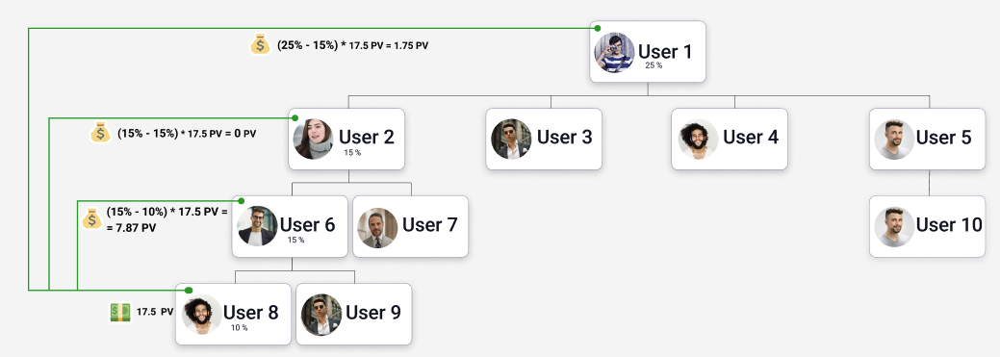 (25% - 15%) * 17.5 PV = 1.75 PV
User 1
25 %
(15% - 15%) * 17.5 PV = 0 PV
User 2
15 %
User 3
User 4
User 5
(15% - 10%) * 17.5 PV =
= 7.87 PV
User 6
15 %
User 7
User 10
17.5 PV
User 8
10 %
User 9